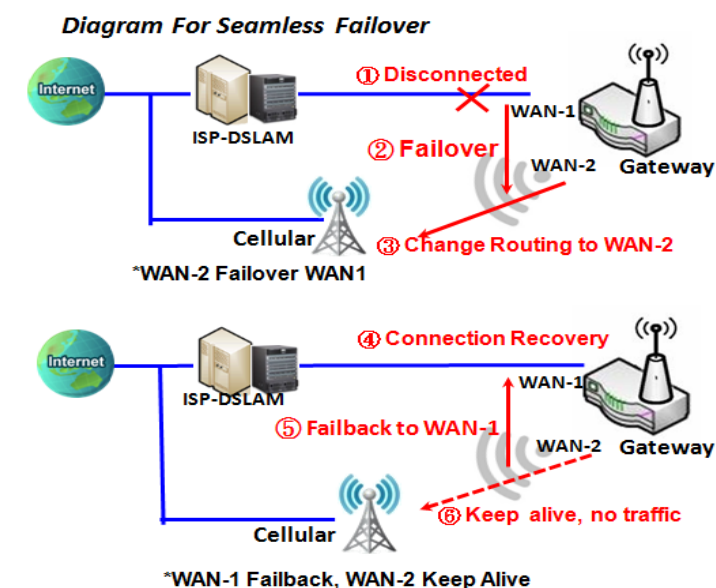 Diagram For Seamless Failover
Internet
① Disconnected
WAN-1
ISP-DSLAM
② Failover
WAN-2
Gateway
Cellular
③ Change Routing to WAN-2
*WAN-2 Failover WAN1
④ Connection Recovery
Internet
WAN-1
ISP-DSLAM
⑤ Failback to WAN-1
WAN-2
Gateway
⑥ Keep alive, no traffic
Cellular
*WAN-1 Failback, WAN-2 Keep Alive